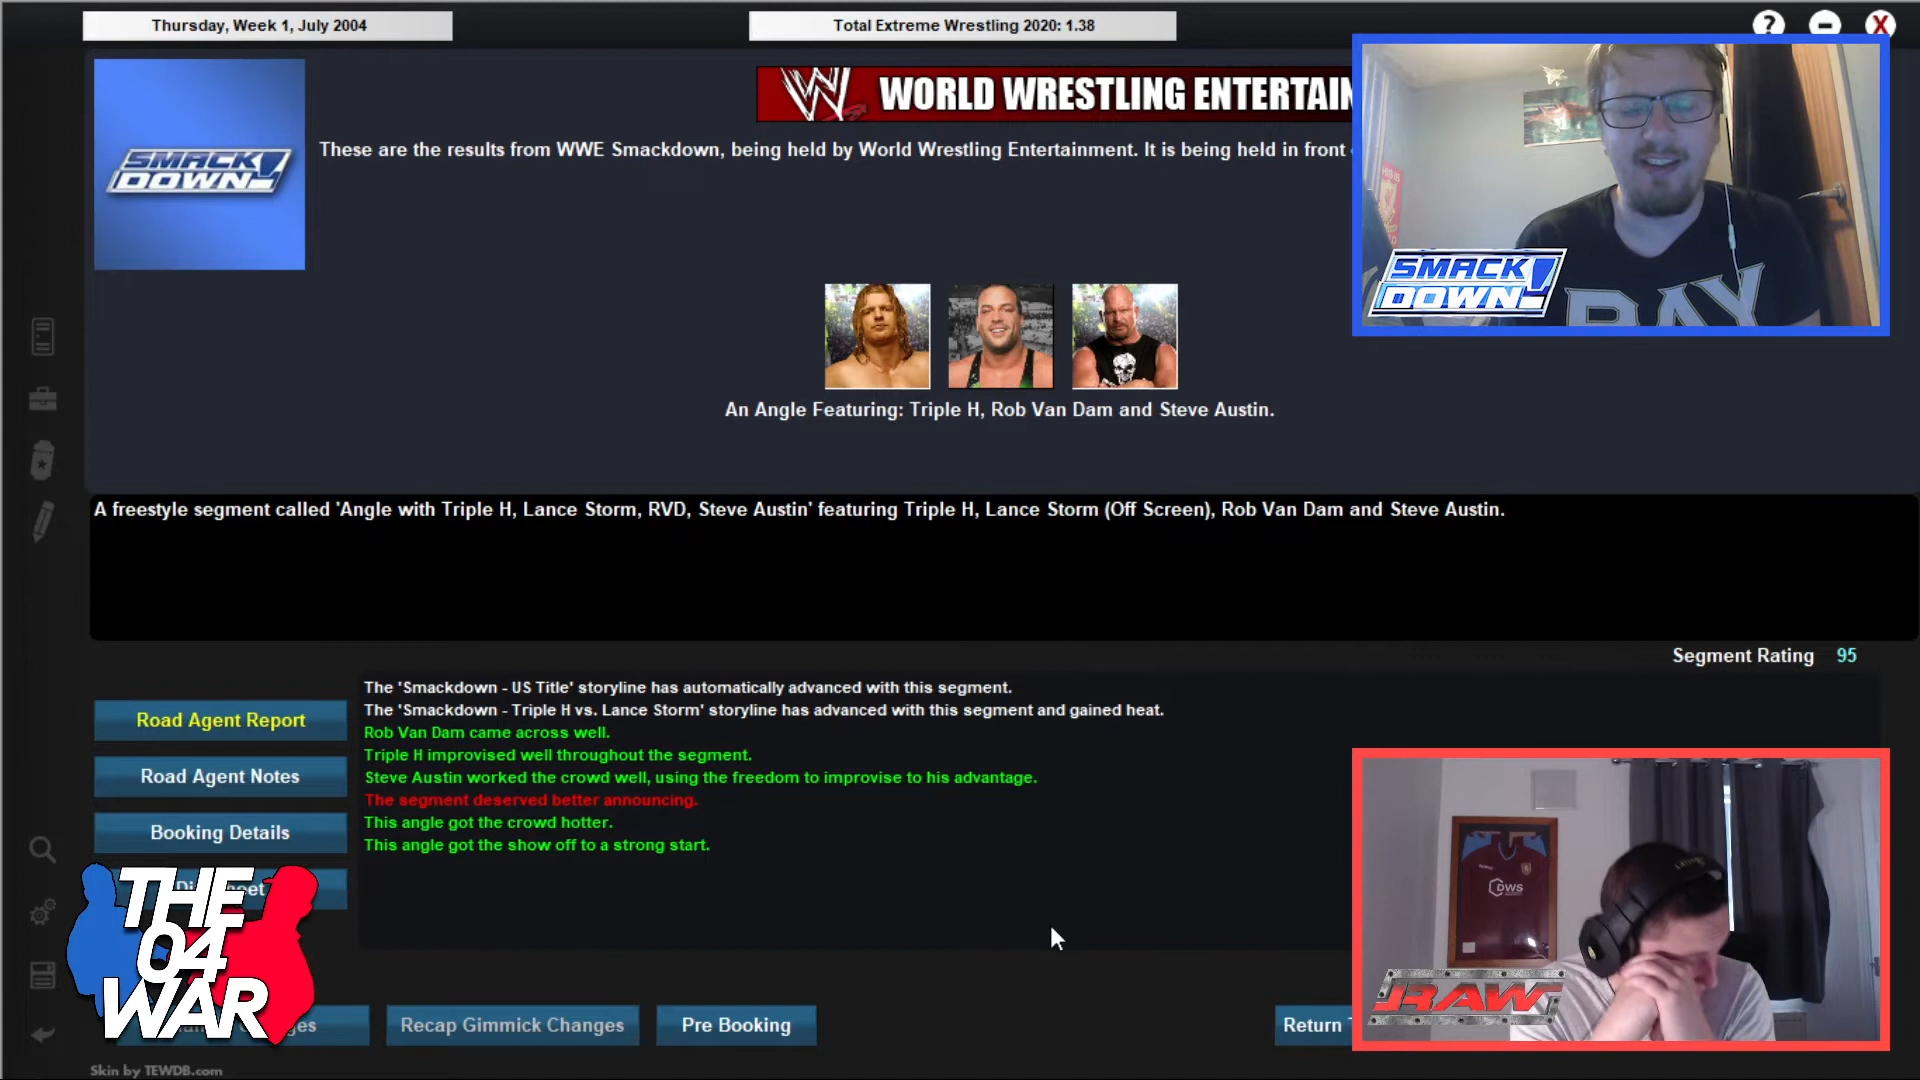 Thursday, Week 1, July 2004
Total Extreme Wrestling 2020: 1.38
?
X
SMACK DOWN!
W WORLD WRESTLING ENTERTAIN
These are the results from WWE Smackdown, being held by World Wrestling Entertainment. It is being held in front
SMACK DOWN!
BAY
An Angle Featuring: Triple H, Rob Van Dam and Steve Austin.
A freestyle segment called 'Angle with Triple H, Lance Storm, RVD, Steve Austin' featuring Triple H, Lance Storm (Off Screen), Rob Van Dam and Steve Austin.
Segment Rating 95
Road Agent Report
Road Agent Notes
Booking Details
The 'Smackdown - US Title' storyline has automatically advanced with this segment.
The 'Smackdown - Triple H vs. Lance Storm' storyline has advanced with this segment and gained heat.
Rob Van Dam came across well.
Triple H improvised well throughout the segment.
Steve Austin worked the crowd well, using the freedom to improvise to his advantage.
The segment deserved better announcing.
This angle got the crowd hotter.
This angle got the show off to a strong start.
THE
04
WAR
DWS
RAW
Recap Gimmick Changes
Pre Booking
Return
Skin by TEWDB.com